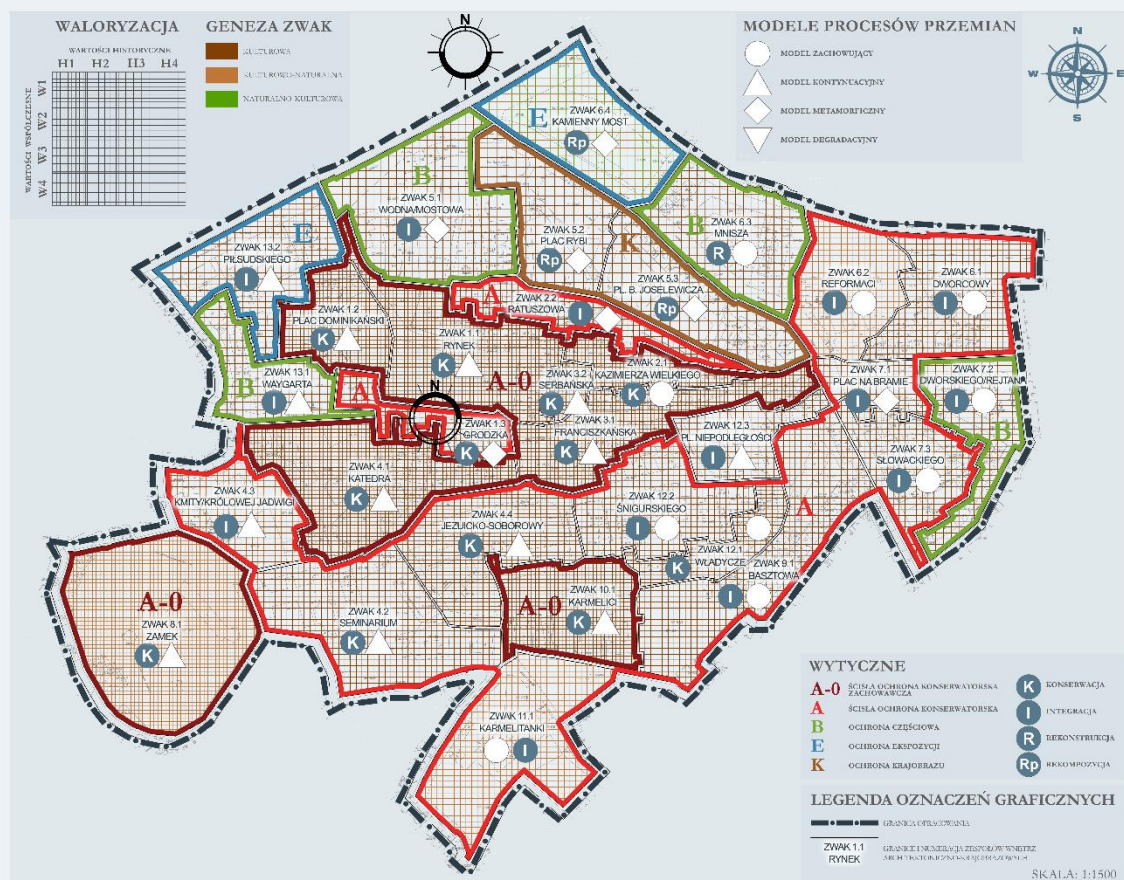 WALORYZACJA
WARTOŚCI HISTORYCZNE
H1 H2 H3 H4
WARTOŚCI WSPÓŁCZESNE
W1
W2
W3
W4
GENEZA ZWAK
KULTUROWA
KULTUROWO-NATURALNA
NATURALNO-KULTUROWA
N
MODELE PROCESÓW PRZEMIAN
MODEL ZACHOWUJĄCY
MODEL KONTYNUACYJNY
MODEL METAMORFICZNY
MODEL DEGRADACYJNY
N
W E
S
E
ZWAK 6.4
KAMIENNY MOST
Rp
B
ZWAK 5.1
WODNA/MOSTOWA
I
B
ZWAK 6.3
MNISZA
R
ZWAK 5.2
PLAC RYBI
Rp
K
ZWAK 5.3
PL. B. JOSELEWICZA
Rp
E
ZWAK 13.2
PIŁSUDSKIEGO
I
ZWAK 6.2
REFORMACI
I
ZWAK 6.1
DWORCOWY
I
A
ZWAK 2.2
RATUSZOWA
I
ZWAK 1.2
PLAC DOMINIKAŃSKI
K
ZWAK 1.1
RYNEK
K
A-0
ZWAK 3.2
SERBAŃSKA
K
ZWAK 2.1
KAZIMIERZA WIELKIEGO
K
ZWAK 7.1
PLAC NA BRAMIE
I
ZWAK 7.2
DWORSKIEGO/REJTANA
I
B
B
ZWAK 13.1
WAYGARTA
I
A
N
ZWAK 1.3
GRODZKA
K
ZWAK 3.1
FRANCISZKAŃSKA
K
ZWAK 12.3
PL. NIEPODLEGŁOŚCI
I
ZWAK 7.3
SŁOWACKIEGO
I
ZWAK 4.1
KATEDRA
K
ZWAK 4.3
KMITY/KRÓLOWEJ JADWIGI
I
ZWAK 4.4
JEZUICKO-SOBOROWY
K
ZWAK 12.2
ŚNIGURSKIEGO
I
A
ZWAK 12.1
WŁADYCZE
K
ZWAK 9.1
BASZTOWA
I
A-0
ZWAK 8.1
ZAMEK
K
ZWAK 4.2
SEMINARIUM
K
A-0
ZWAK 10.1
KARMELICI
K
ZWAK 11.1
KARMELITANKI
I
WYTYCZNE
A-0 ŚCISŁA OCHRONA KONSERWATORSKA
ZACHOWAWCZA
A ŚCISŁA OCHRONA KONSERWATORSKA
B OCHRONA CZĘŚCIOWA
E OCHRONA EKSPOZYCJI
K OCHRONA KRAJOBRAZU
K KONSERWACJA
I INTEGRACJA
R REKONSTRUKCJA
Rp REKOMPOZYCJA
LEGENDA OZNACZEŃ GRAFICZNYCH
GRANICA OPRACOWANIA
ZWAK 1.1
RYNEK
GRANICE I NUMERACJA ZESPOŁÓW WNĘTRZ
ARCHITEKTONICZNO-KRAJOBRAZOWYCH
SKALA: 1:1500